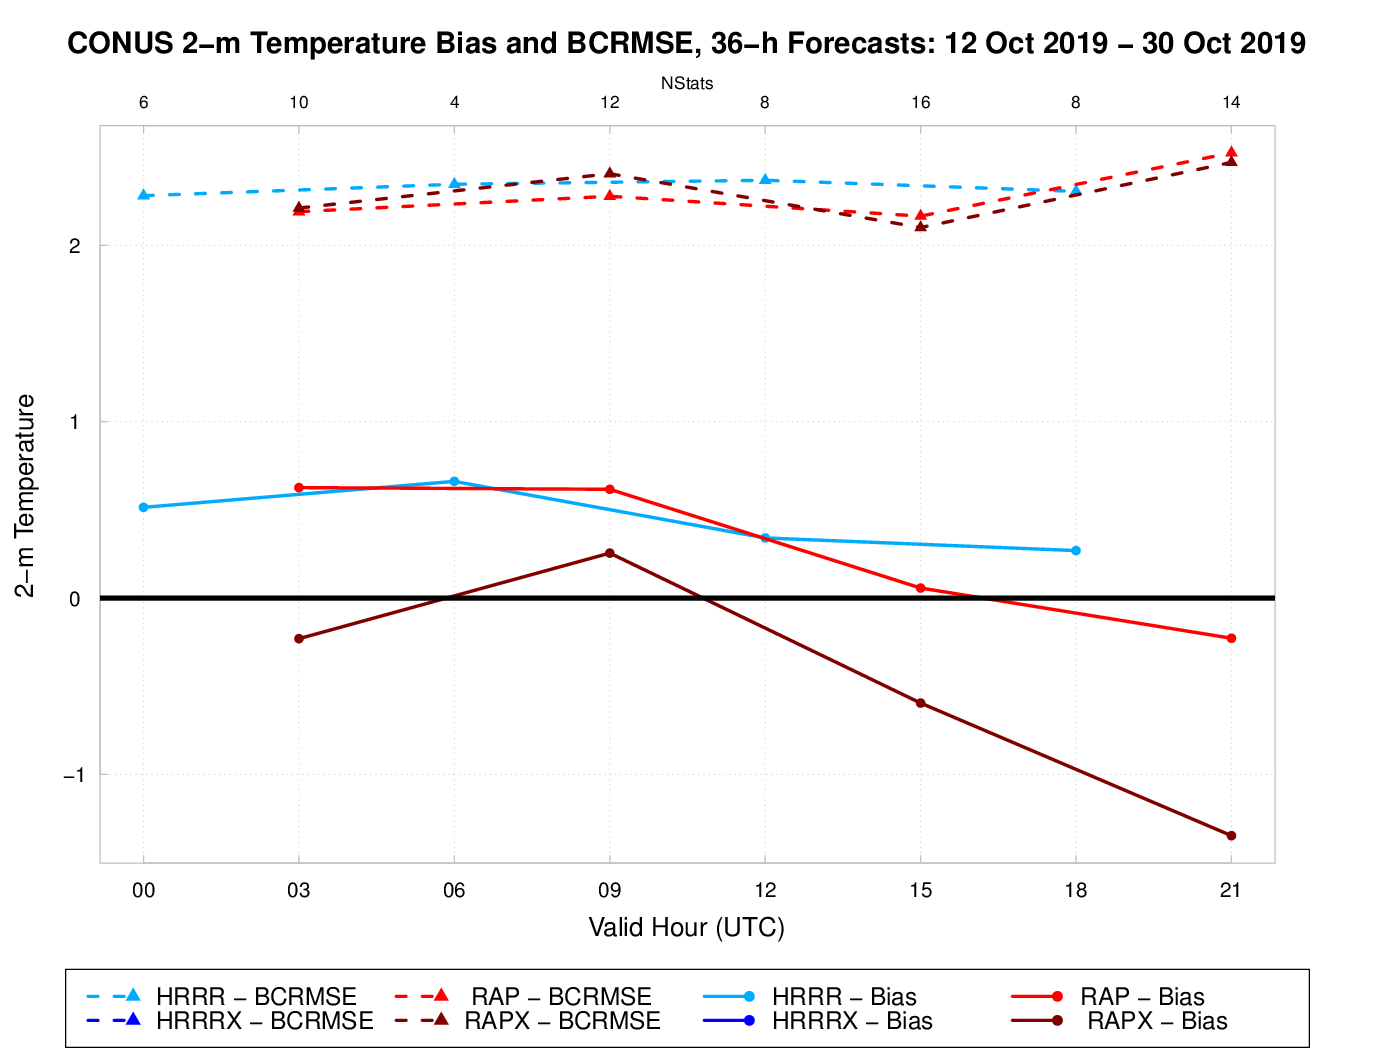 CONUS 2−m Temperature Bias and BCRMSE, 36−h Forecasts: 12 Oct 2019 − 30 Oct 2019
NStats
6 10 4 12 8 16 8 14
2
1
0
−1
2−m Temperature
00 03 06 09 12 15 18 21
Valid Hour (UTC)
HRRR − BCRMSE RAP − BCRMSE HRRR − Bias RAP − Bias
HRRRX − BCRMSE RAPX − BCRMSE HRRRX − Bias RAPX − Bias